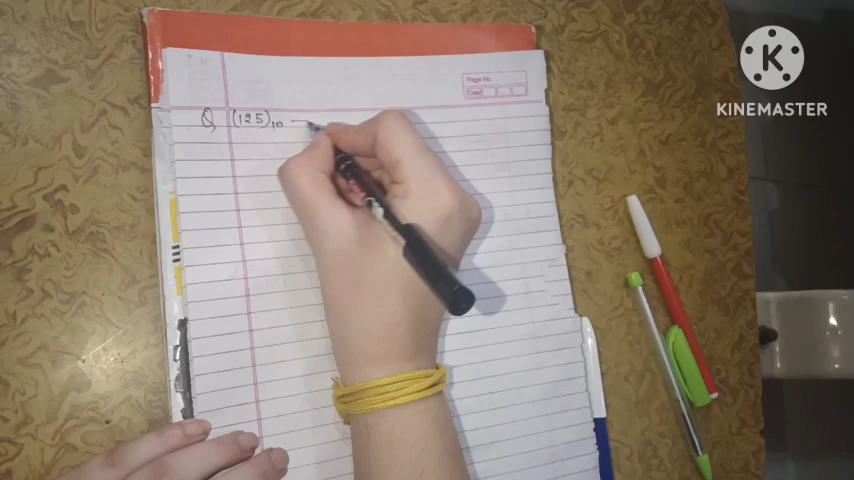 Page No.
Date
Q (125)10 —
K
KINEMASTER